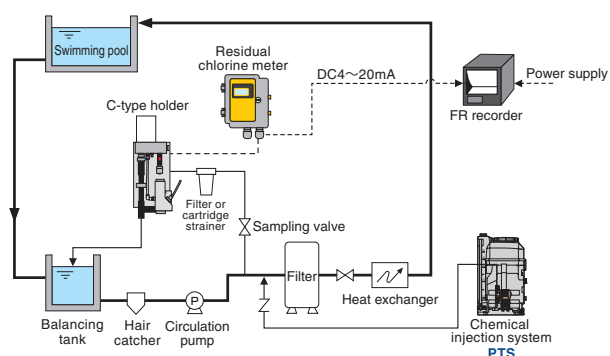 Swimming pool
Residual
chlorine meter
DC4～20mA
Power supply
FR recorder
C-type holder
Filter or
cartridge
strainer
Sampling valve
Filter
Heat exchanger
Balancing
tank
Hair
catcher
P
Circulation
pump
Chemical
injection system
PTS